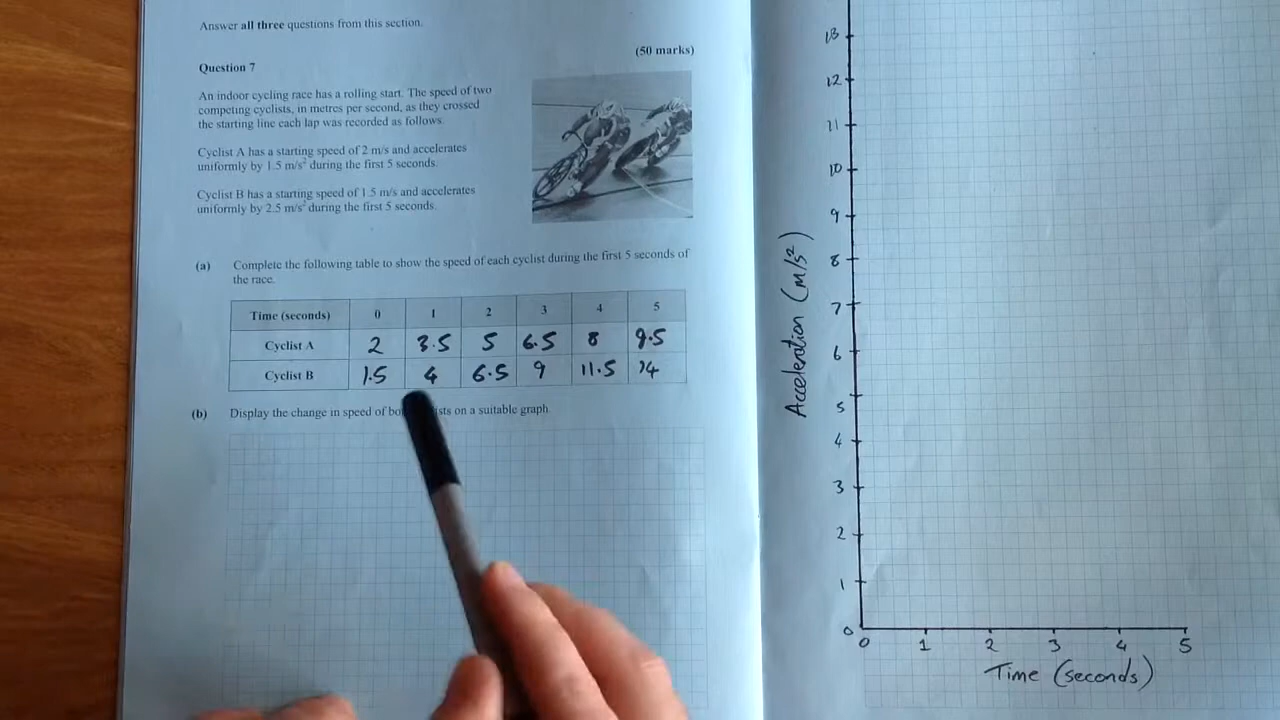 Answer all three questions from this section.
(50 marks)
Question 7
An indoor cycling race has a rolling start. The speed of two
competing cyclists, in metres per second, as they crossed
the starting line each lap was recorded as follows.
Cyclist A has a starting speed of 2 m/s and accelerates
uniformly by 1.5 m/s² during the first 5 seconds.
Cyclist B has a starting speed of 1.5 m/s and accelerates
uniformly by 2.5 m/s² during the first 5 seconds.
(a) Complete the following table to show the speed of each cyclist during the first 5 seconds of
the race.
Time (seconds) 0 1 2 3 4 5
Cyclist A 2 3.5 5 6.5 8 9.5
Cyclist B 1.5 4 6.5 9 11.5 14
(b) Display the change in speed of on a suitable graph
13
12
11
10
9
8
7
6
5
4
3
2
1
0
Acceleration (m/s²)
0 1 2 3 4 5
Time (seconds)